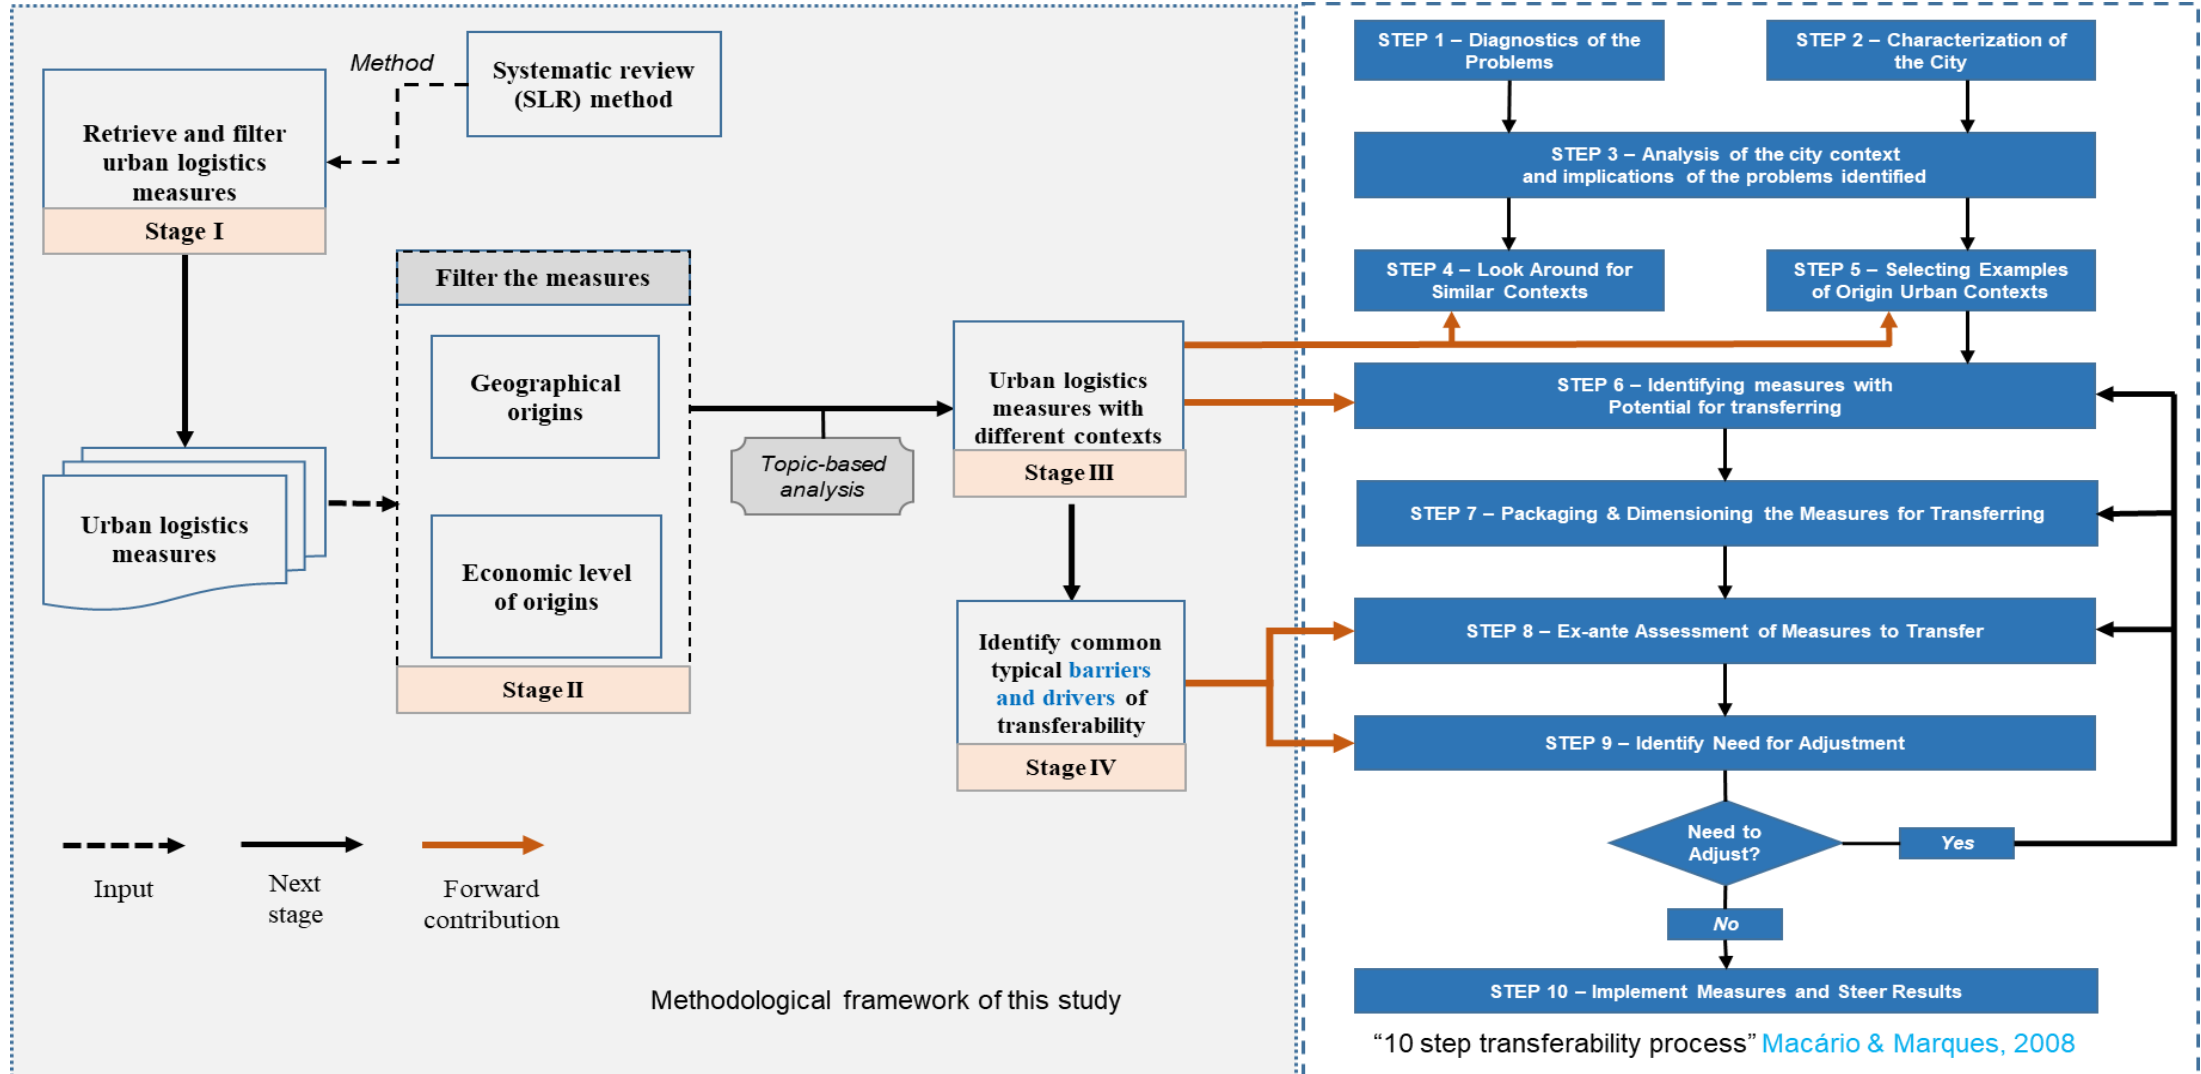 Method
Systematic review
(SLR) method
Retrieve and filter
urban logistics
measures
Stage I
Filter the measures
Geographical
origins
Economic level
of origins
Stage II
Urban logistics
measures
Topic-based
analysis
Urban logistics
measures with
different contexts
Stage III
Identify common
typical barriers
and drivers of
transferability
Stage IV
Input
Next
stage
Forward
contribution
Methodological framework of this study
STEP 1 – Diagnostics of the
Problems
STEP 2 – Characterization of
the City
STEP 3 – Analysis of the city context
and implications of the problems identified
STEP 4 – Look Around for
Similar Contexts
STEP 5 – Selecting Examples
of Origin Urban Contexts
STEP 6 – Identifying measures with
Potential for transferring
STEP 7 – Packaging & Dimensioning the Measures for Transferring
STEP 8 – Ex-ante Assessment of Measures to Transfer
STEP 9 – Identify Need for Adjustment
Need to
Adjust?
Yes
No
STEP 10 – Implement Measures and Steer Results
“10 step transferability process” Macário & Marques, 2008